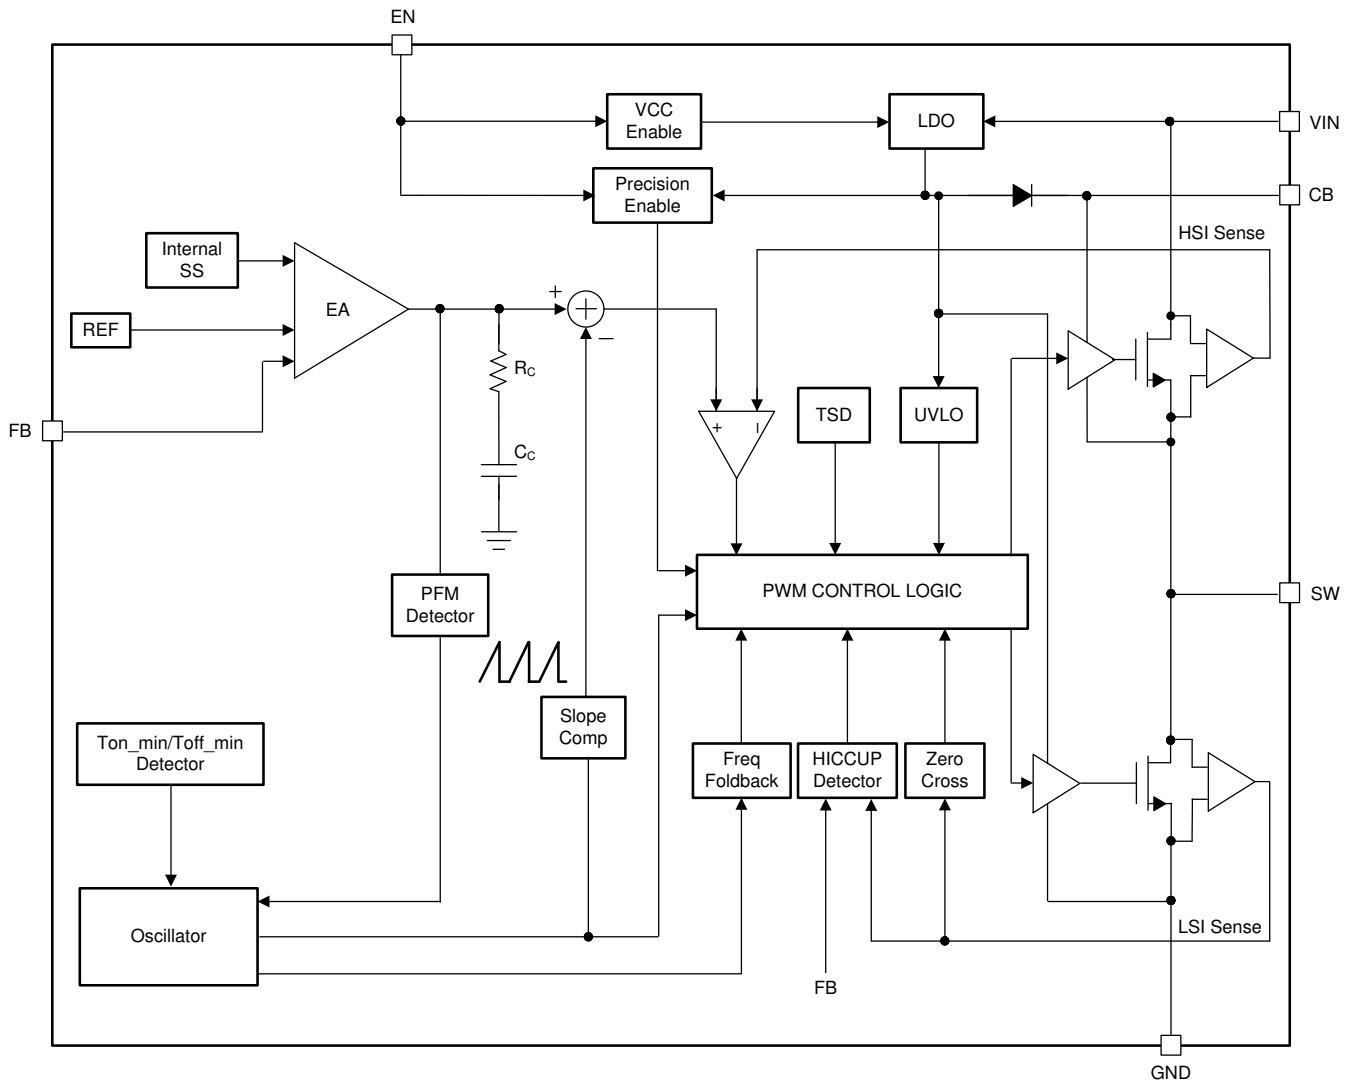 EN
VCC
Enable
LDO
VIN
Precision
Enable
CB
HSI Sense
Internal
SS
EA
+
+
REF
−
RC
FB
TSD
UVLO
+
−
CC
PWM CONTROL LOGIC
SW
PFM
Detector
Slope
Comp
Ton_min/Toff_min
Detector
Freq
Foldback
HICCUP
Detector
Zero
Cross
Oscillator
LSI Sense
FB
GND